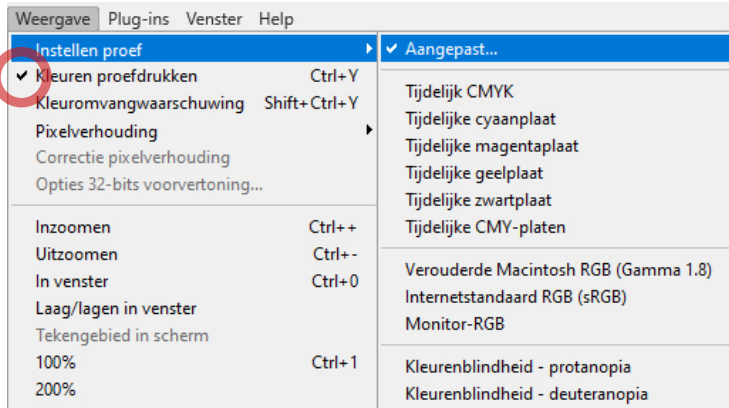 Weergave Plug-ins Venster Help
Instellen proef
Kleuren proefdrukken Ctrl+Y
Kleuromvangwaarschuwing Shift+Ctrl+Y
Pixelverhouding
Correctie pixelverhouding
Opties 32-bits voorvertoning...
Inzoomen Ctrl++
Uitzoomen Ctrl+-
In venster Ctrl+0
Laag/lagen in venster
Tekengebied in scherm
100% Ctrl+1
200%
Aangepast...
Tijdelijk CMYK
Tijdelijke cyaanplaat
Tijdelijke magentaplaat
Tijdelijke geelplaat
Tijdelijke zwartplaat
Tijdelijke CMY-platen
Verouderde Macintosh RGB (Gamma 1.8)
Internetstandaard RGB (sRGB)
Monitor-RGB
Kleurenblindheid - protanopia
Kleurenblindheid - deuteranopia